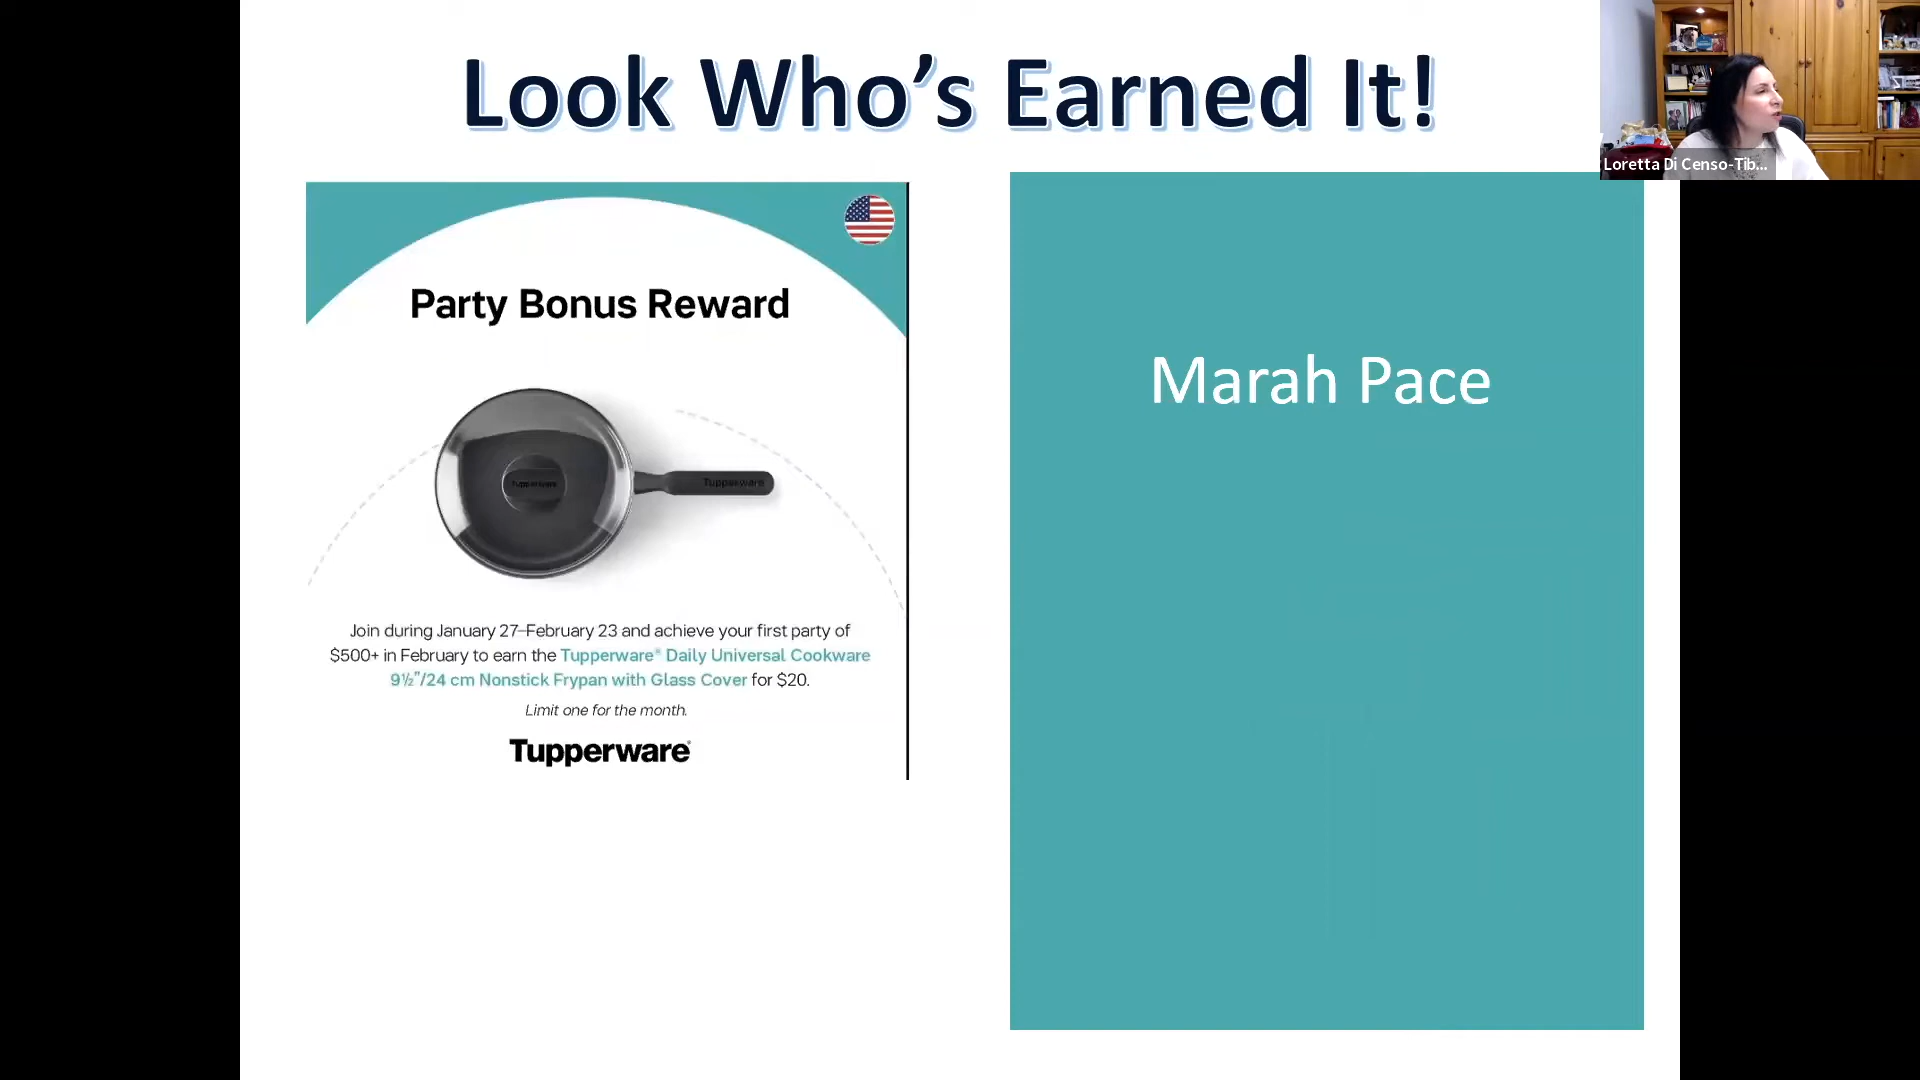 Look Who's Earned It!
Loretta Di Censo-Tib...
Party Bonus Reward
Tupperware
Tupperware
Join during January 27–February 23 and achieve your first party of
$500+ in February to earn the Tupperware® Daily Universal Cookware
9½"/24 cm Nonstick Frypan with Glass Cover for $20.
Limit one for the month.
Tupperware®
Marah Pace